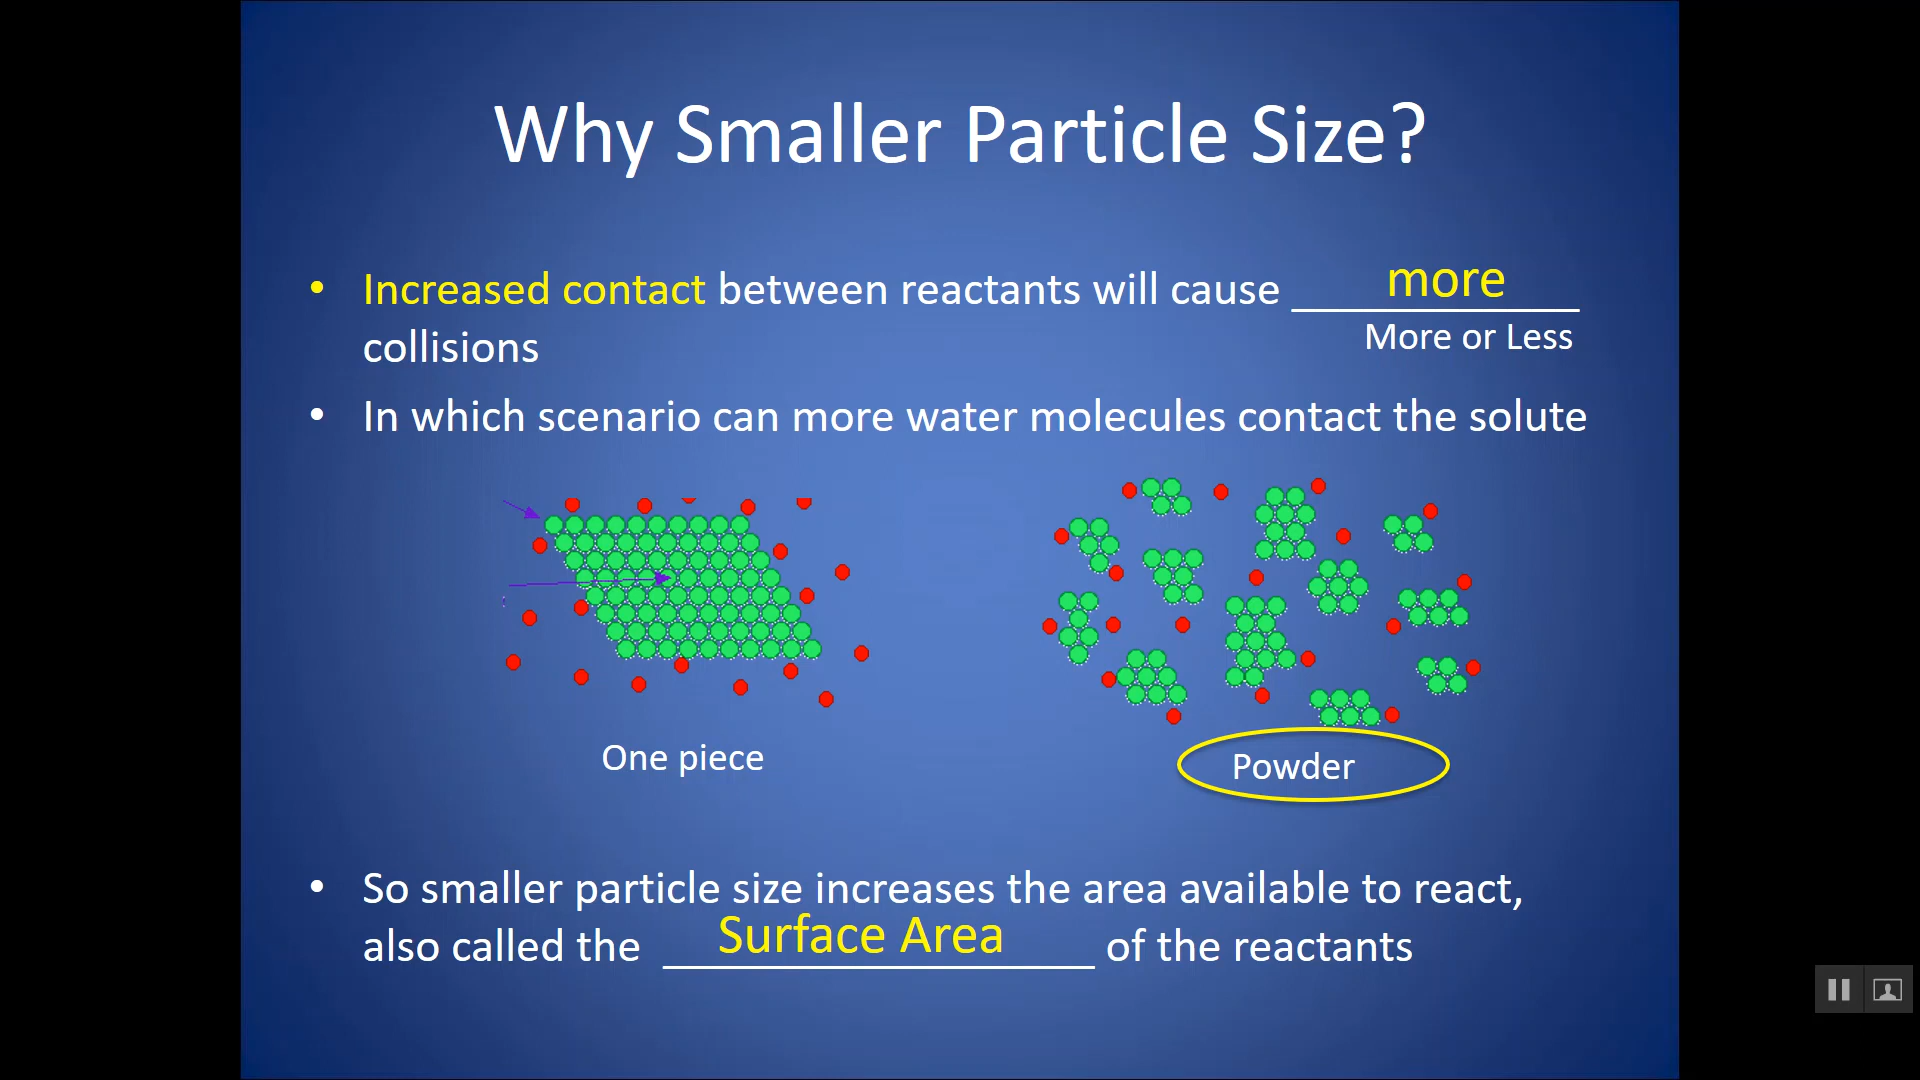 Why Smaller Particle Size?
• Increased contact between reactants will cause more
More or Less
collisions
• In which scenario can more water molecules contact the solute
One piece
Powder
• So smaller particle size increases the area available to react,
also called the Surface Area of the reactants